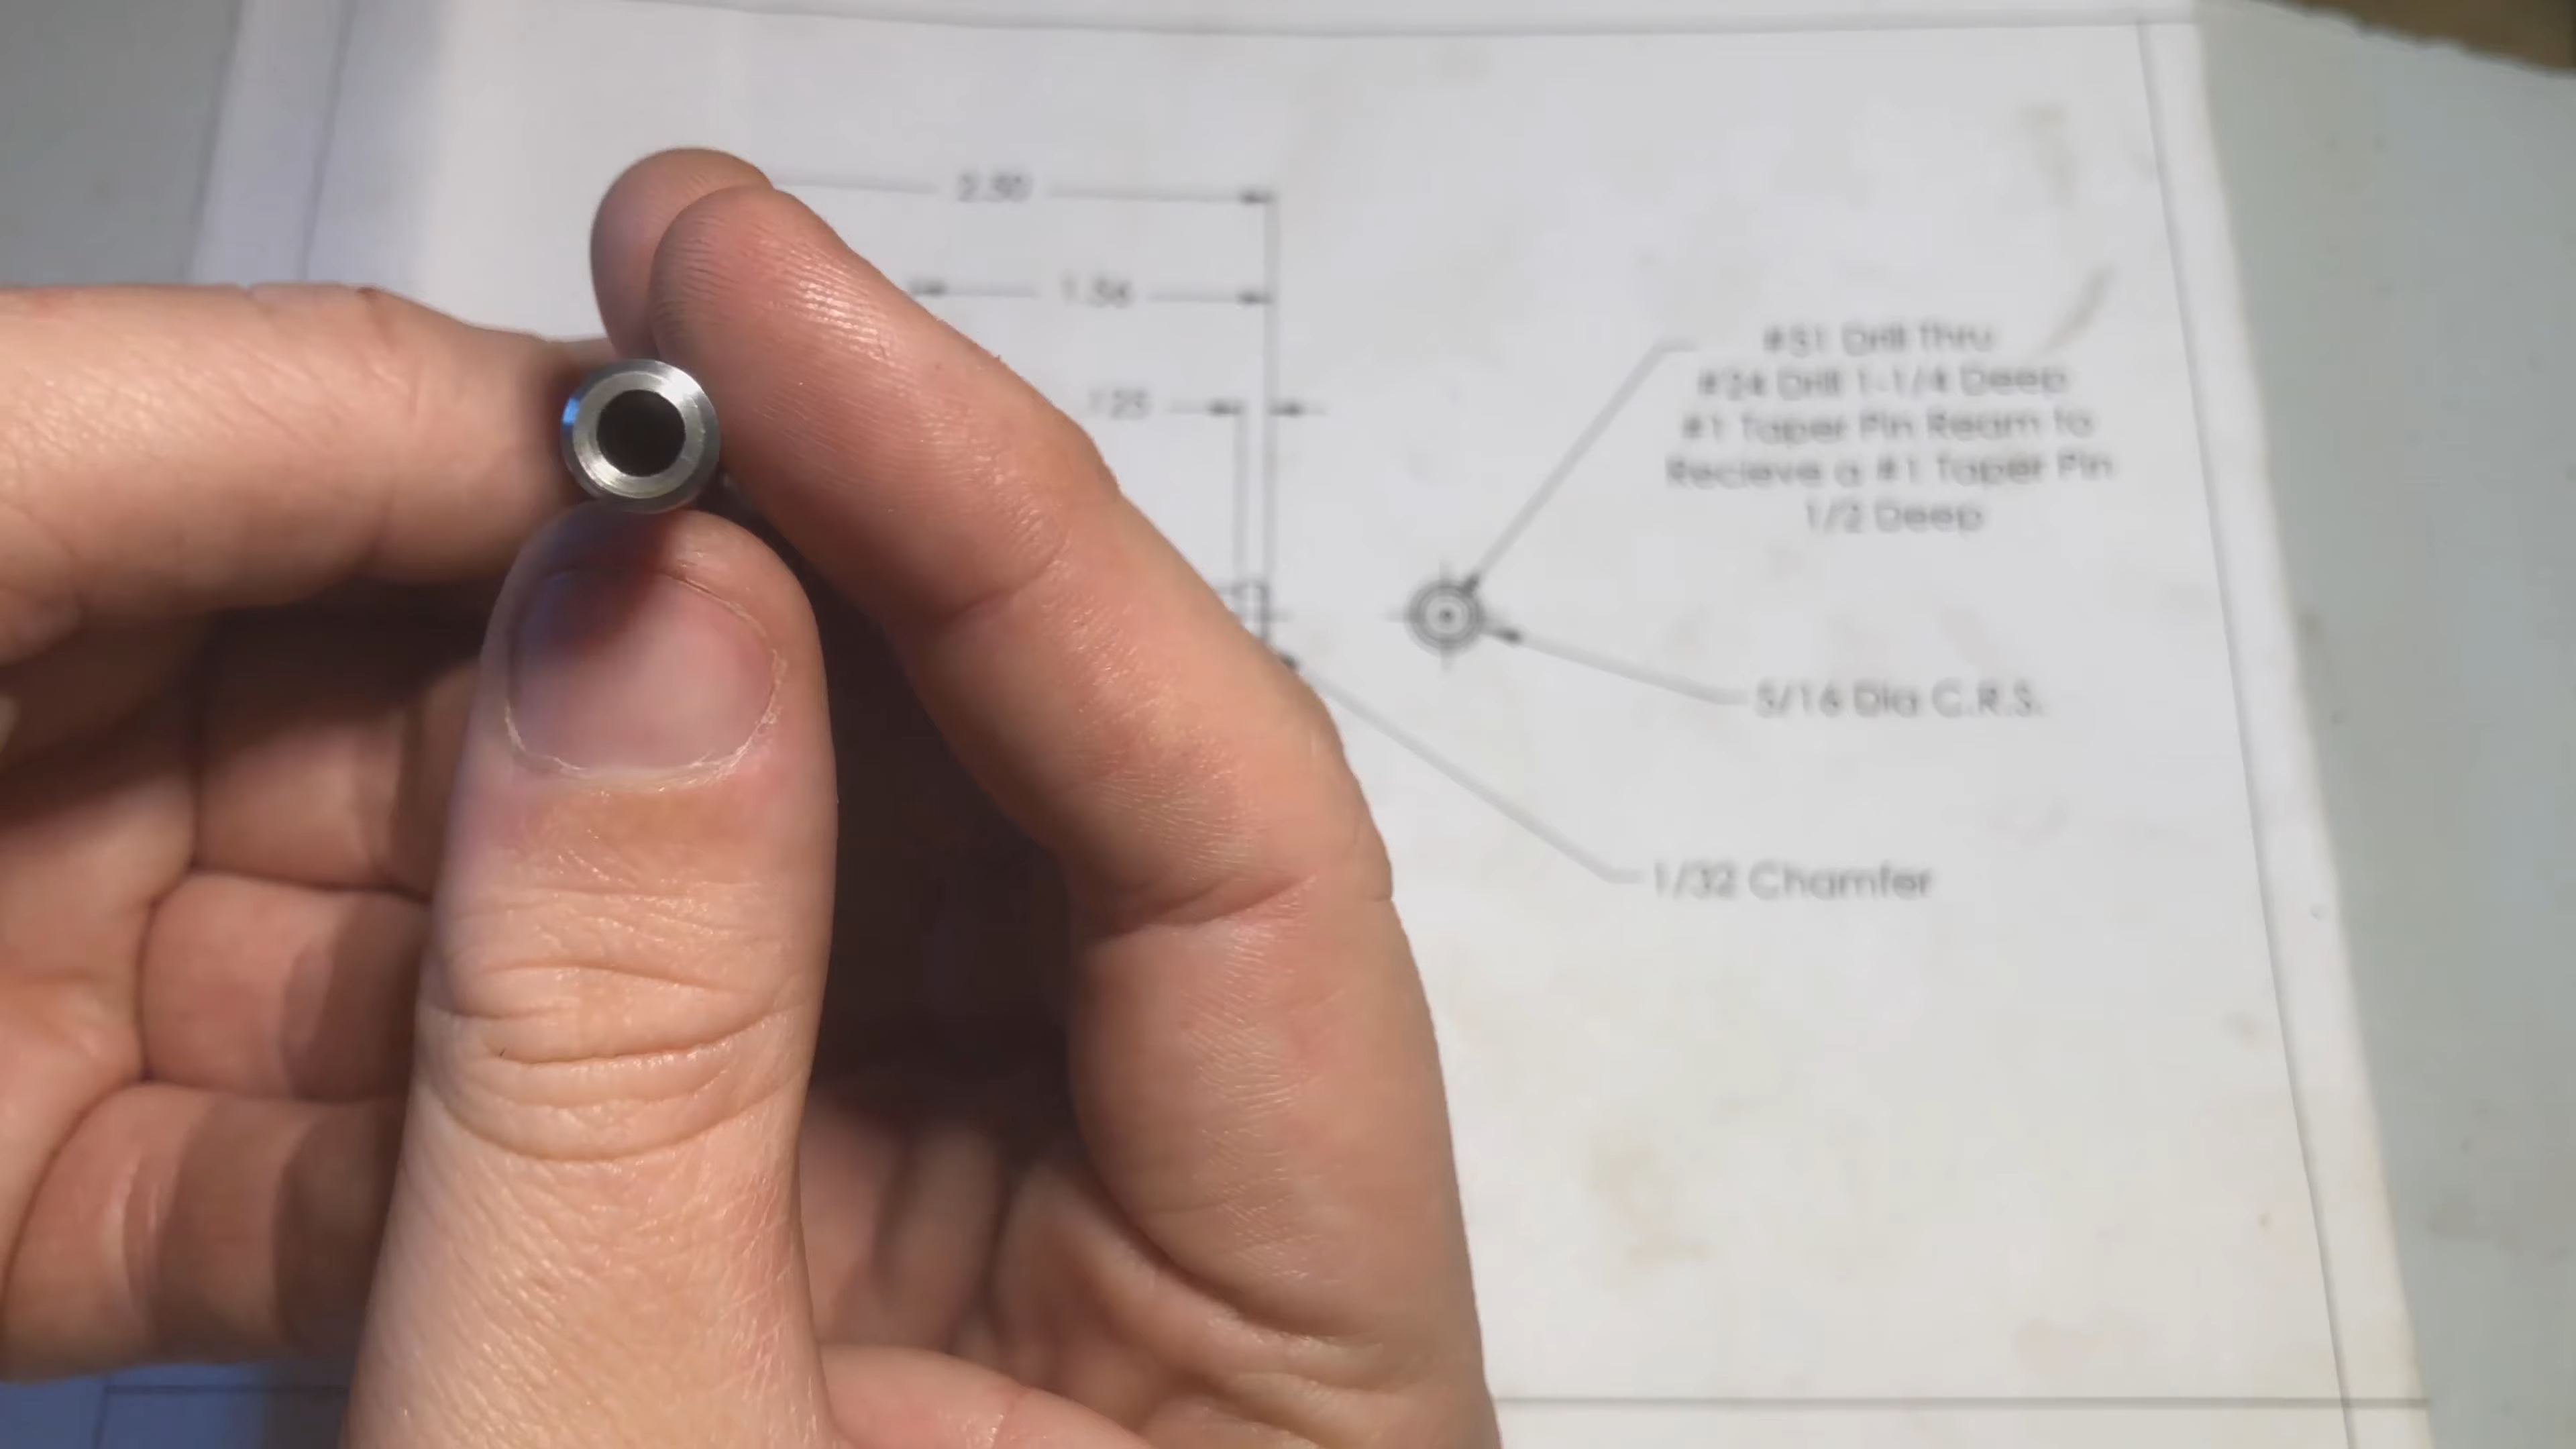 2.50
1.56
.125
#51 Drill Thru
#24 Drill 1-1/4 Deep
#1 Taper Pin Ream to
Recieve a #1 Taper Pin
1/2 Deep
5/16 Dia C.R.S.
1/32 Chamfer